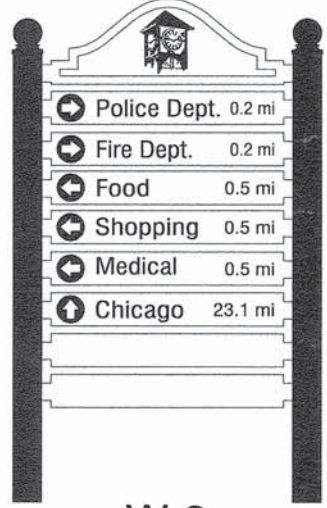 Police Dept. 0.2 mi
Fire Dept. 0.2 mi
Food 0.5 mi
Shopping 0.5 mi
Medical 0.5 mi
Chicago 23.1 mi